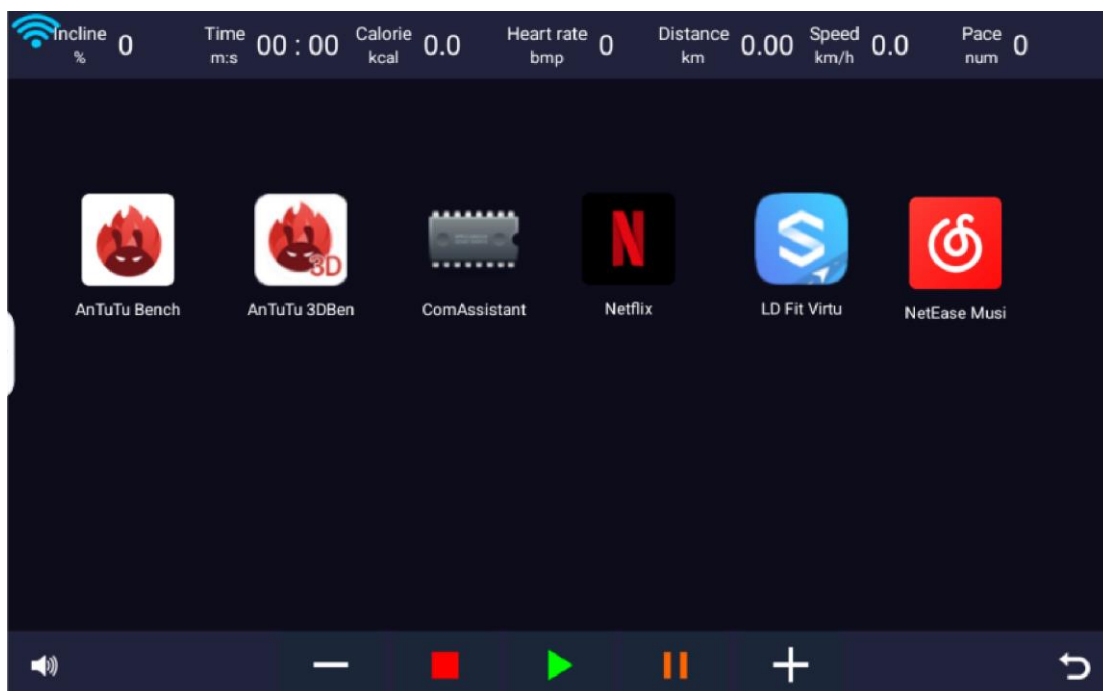 Incline
%
0
Time
m:s
00 : 00
Calorie
kcal
0.0
Heart rate
bmp
0
Distance
km
0.00
Speed
km/h
0.0
Pace
num
0
3D
AnTuTu Bench
AnTuTu 3DBen
ComAssistant
Netflix
LD Fit Virtu
NetEase Musi